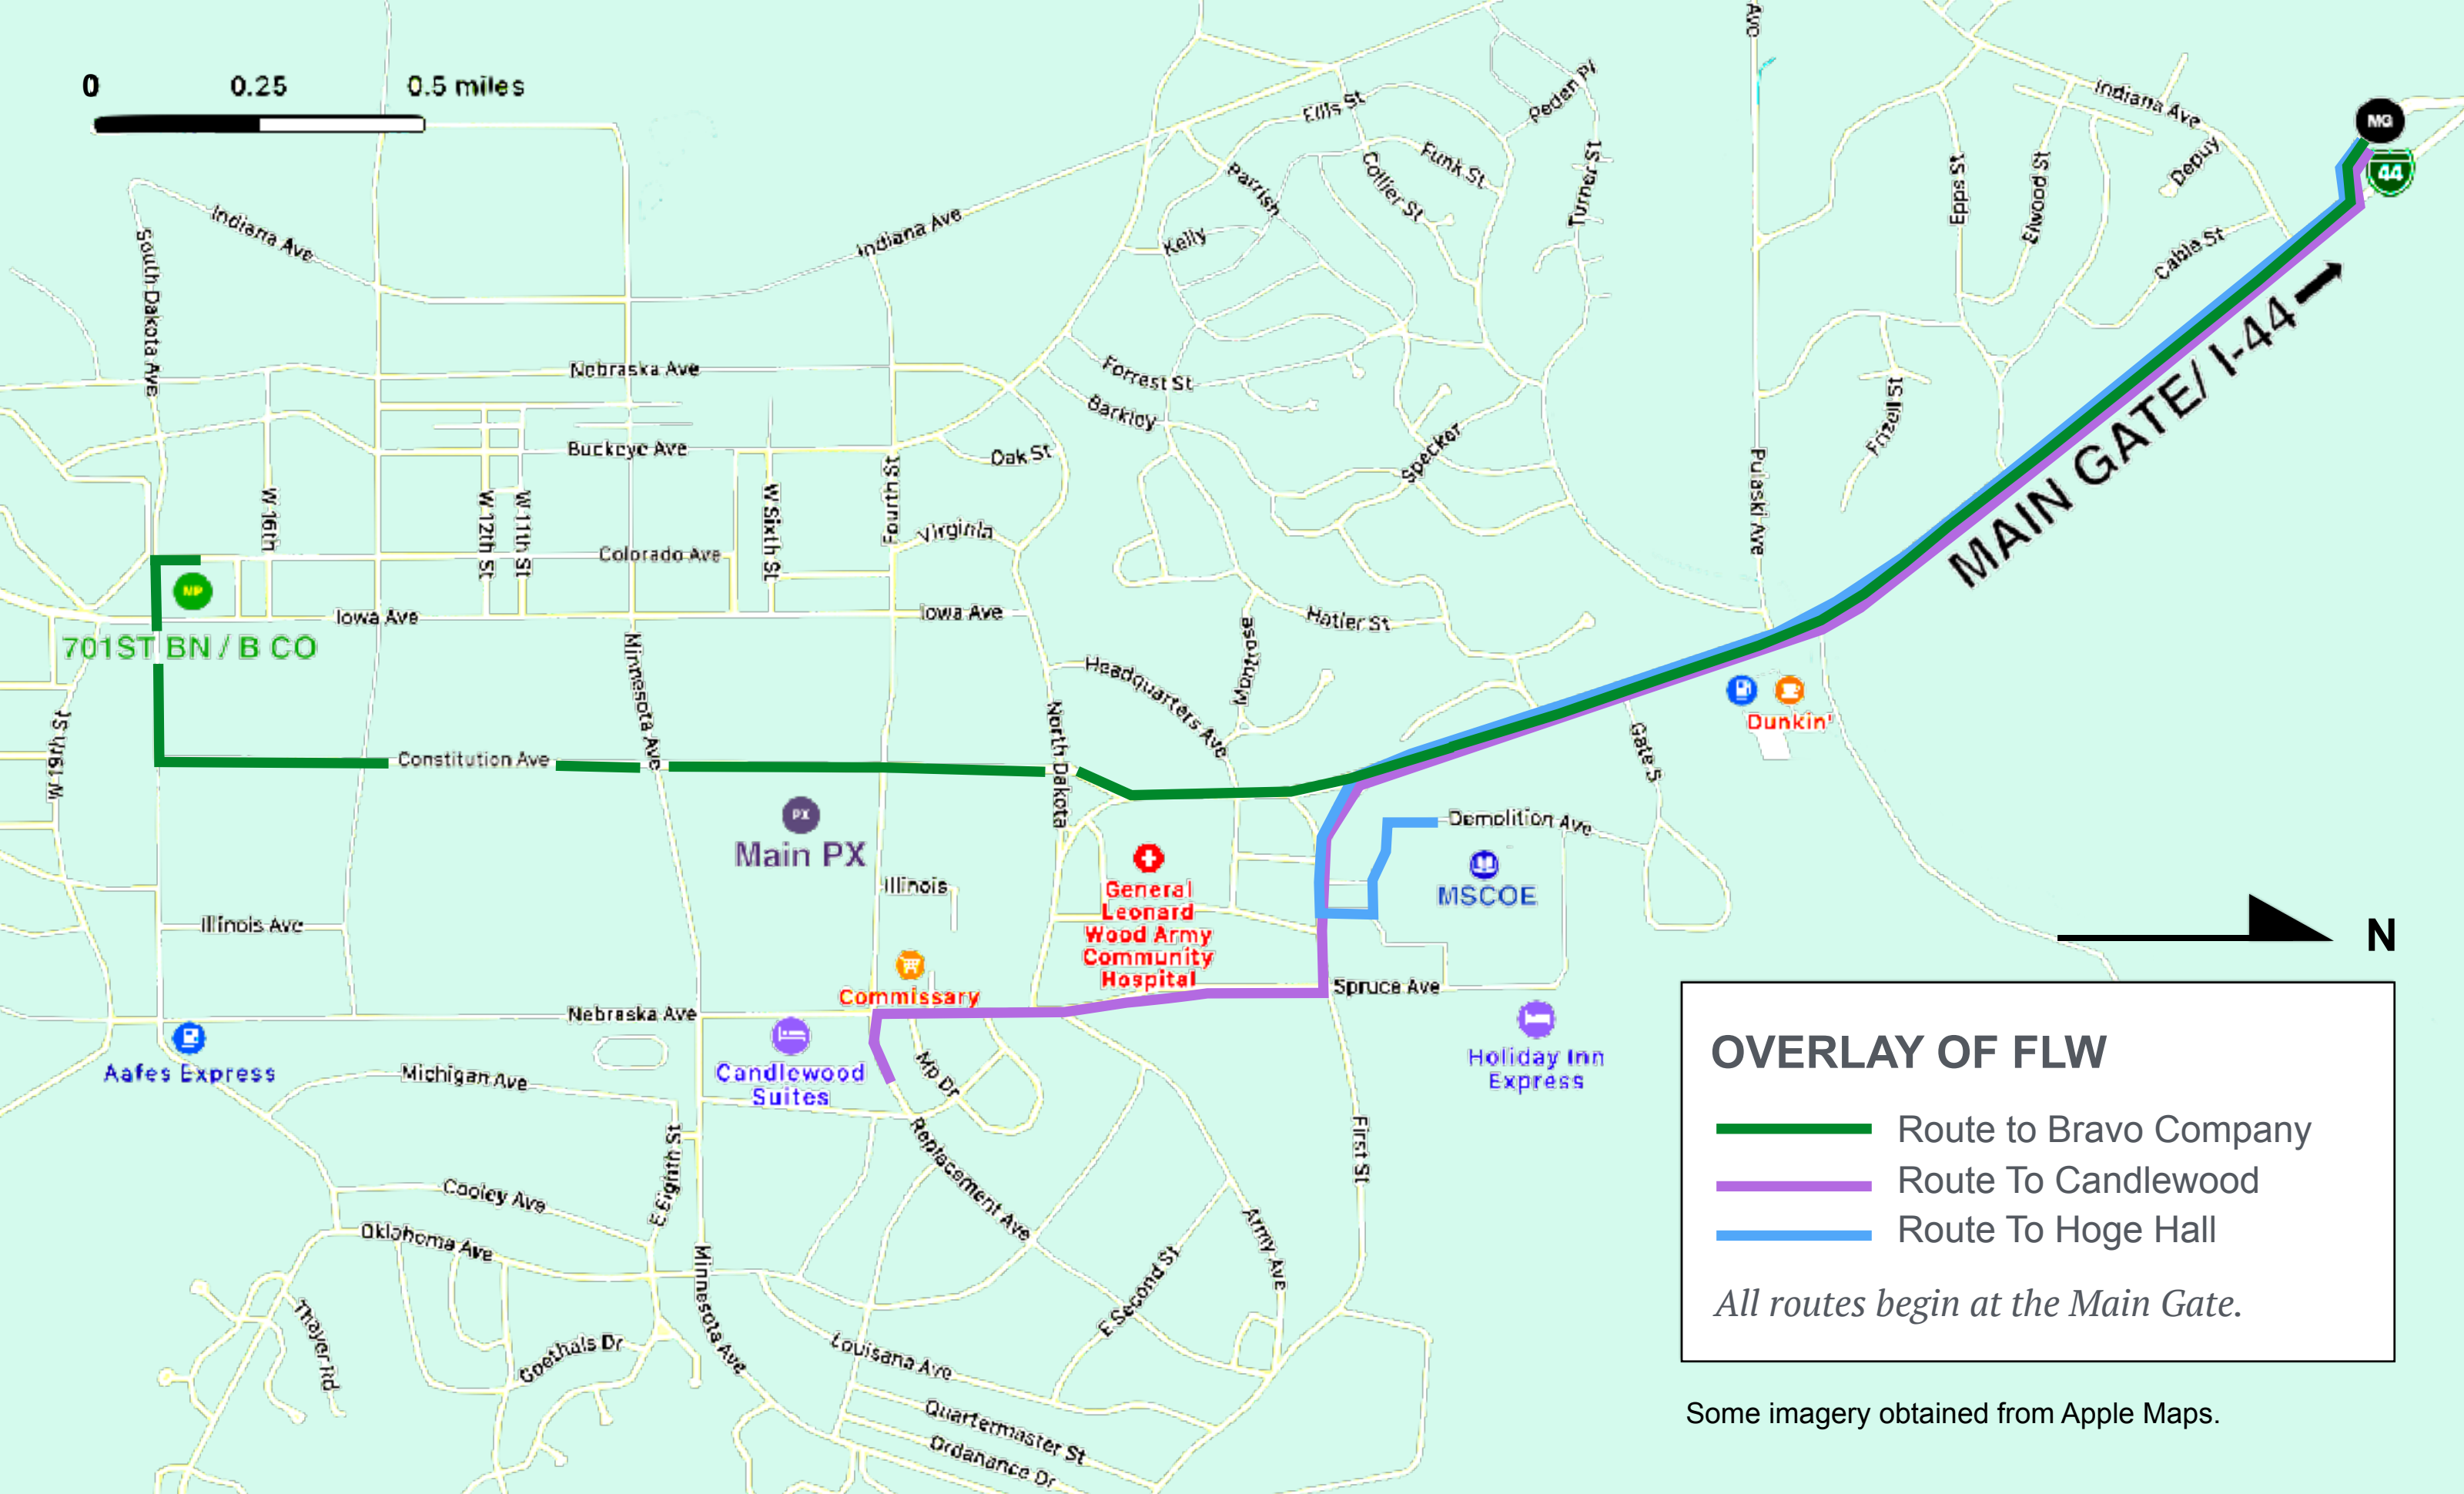 0 0.25 0.5 miles
Ave
Indiana Ave
MG
44
Ellis St
Pedan Pl
Funk St
Collier St
Parrish
Turner St
Kelly
Epps St
Elwood St
Depuy
Cable St
Indiana Ave
South Dakota Ave
Indiana Ave
Nebraska Ave
Forrest St
Barkley
Buckeye Ave
Oak St
Specker
Frizell St
MAIN GATE/ I-44
W 16th
W 12th St
W 11th St
W Sixth St
Fourth St
Virginia
Pulaski Ave
Colorado Ave
MP
701ST BN / B CO
Iowa Ave
Iowa Ave
Hatler St
Montrose
Headquarters Ave
Minnesota Ave
North Dakota
W 19th St
Constitution Ave
Gate S
Dunkin'
PX
Main PX
Demolition Ave
MSCOE
General
Leonard
Wood Army
Community
Hospital
Illinois
Illinois Ave
Commissary
Spruce Ave
N
Nebraska Ave
Aafes Express
Michigan Ave
Candlewood
Suites
Mp Dr
Holiday Inn
Express
Replacement Ave
First St
E Eighth St
Cooley Ave
Oklahoma Ave
Army Ave
E Second St
Thayer Rd
Goethals Dr
Minnesota Ave
Louisana Ave
Quartermaster St
Ordanance Dr
OVERLAY OF FLW
Route to Bravo Company
Route To Candlewood
Route To Hoge Hall
All routes begin at the Main Gate.
Some imagery obtained from Apple Maps.